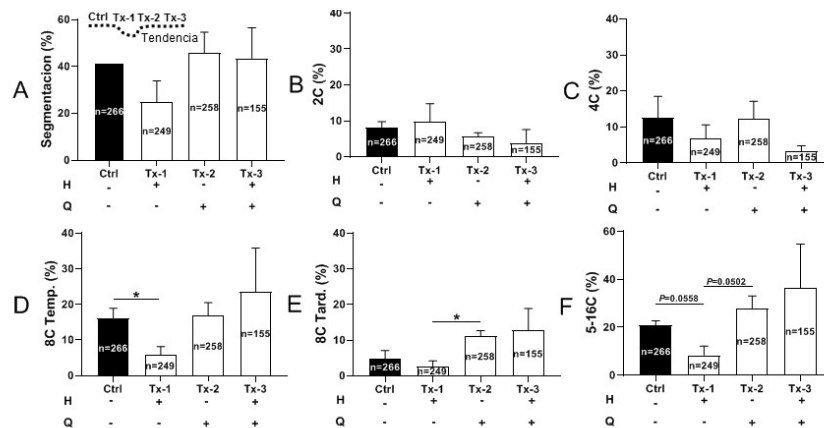 A
Segmentacion (%)
60
40
20
0
Ctrl Tx-1 Tx-2 Tx-3
Tendencia
n=266
n=249
n=258
n=155
Ctrl Tx-1 Tx-2 Tx-3
H - + - +
Q - - + +
B
2C (%)
40
30
20
10
0
n=266
n=249
n=258
n=155
Ctrl Tx-1 Tx-2 Tx-3
H - + - +
Q - - + +
C
4C (%)
40
30
20
10
0
n=266
n=249
n=258
n=155
Ctrl Tx-1 Tx-2 Tx-3
H - + - +
Q - - + +
D
8C Temp. (%)
40
30
20
10
0
*
n=266
n=249
n=258
n=155
Ctrl Tx-1 Tx-2 Tx-3
H - + - +
Q - - + +
E
8C Tard. (%)
40
30
20
10
0
*
n=266
n=249
n=258
n=155
Ctrl Tx-1 Tx-2 Tx-3
H - + - +
Q - - + +
F
5-16C (%)
60
40
20
0
P=0.0558
P=0.0502
n=266
n=249
n=258
n=155
Ctrl Tx-1 Tx-2 Tx-3
H - + - +
Q - - + +